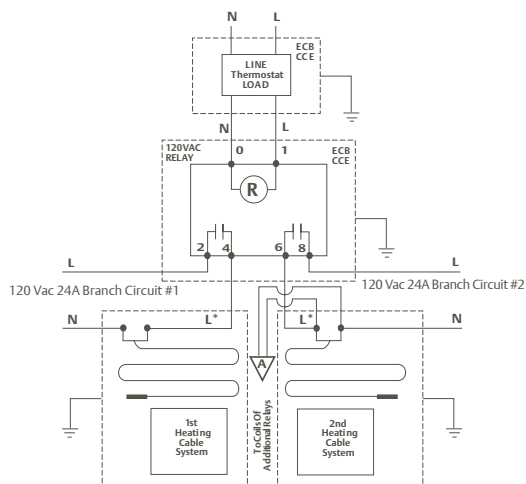 N L
ECB
CCE
LINE
Thermostat
LOAD
N L
120VAC
RELAY
0 1
ECB
CCE
R
2 4 6 8
L L
120 Vac 24A Branch Circuit #1
120 Vac 24A Branch Circuit #2
N L* L* N
A
ToCoilsOf
Additional Relays
1st
Heating
Cable
System
2nd
Heating
Cable
System